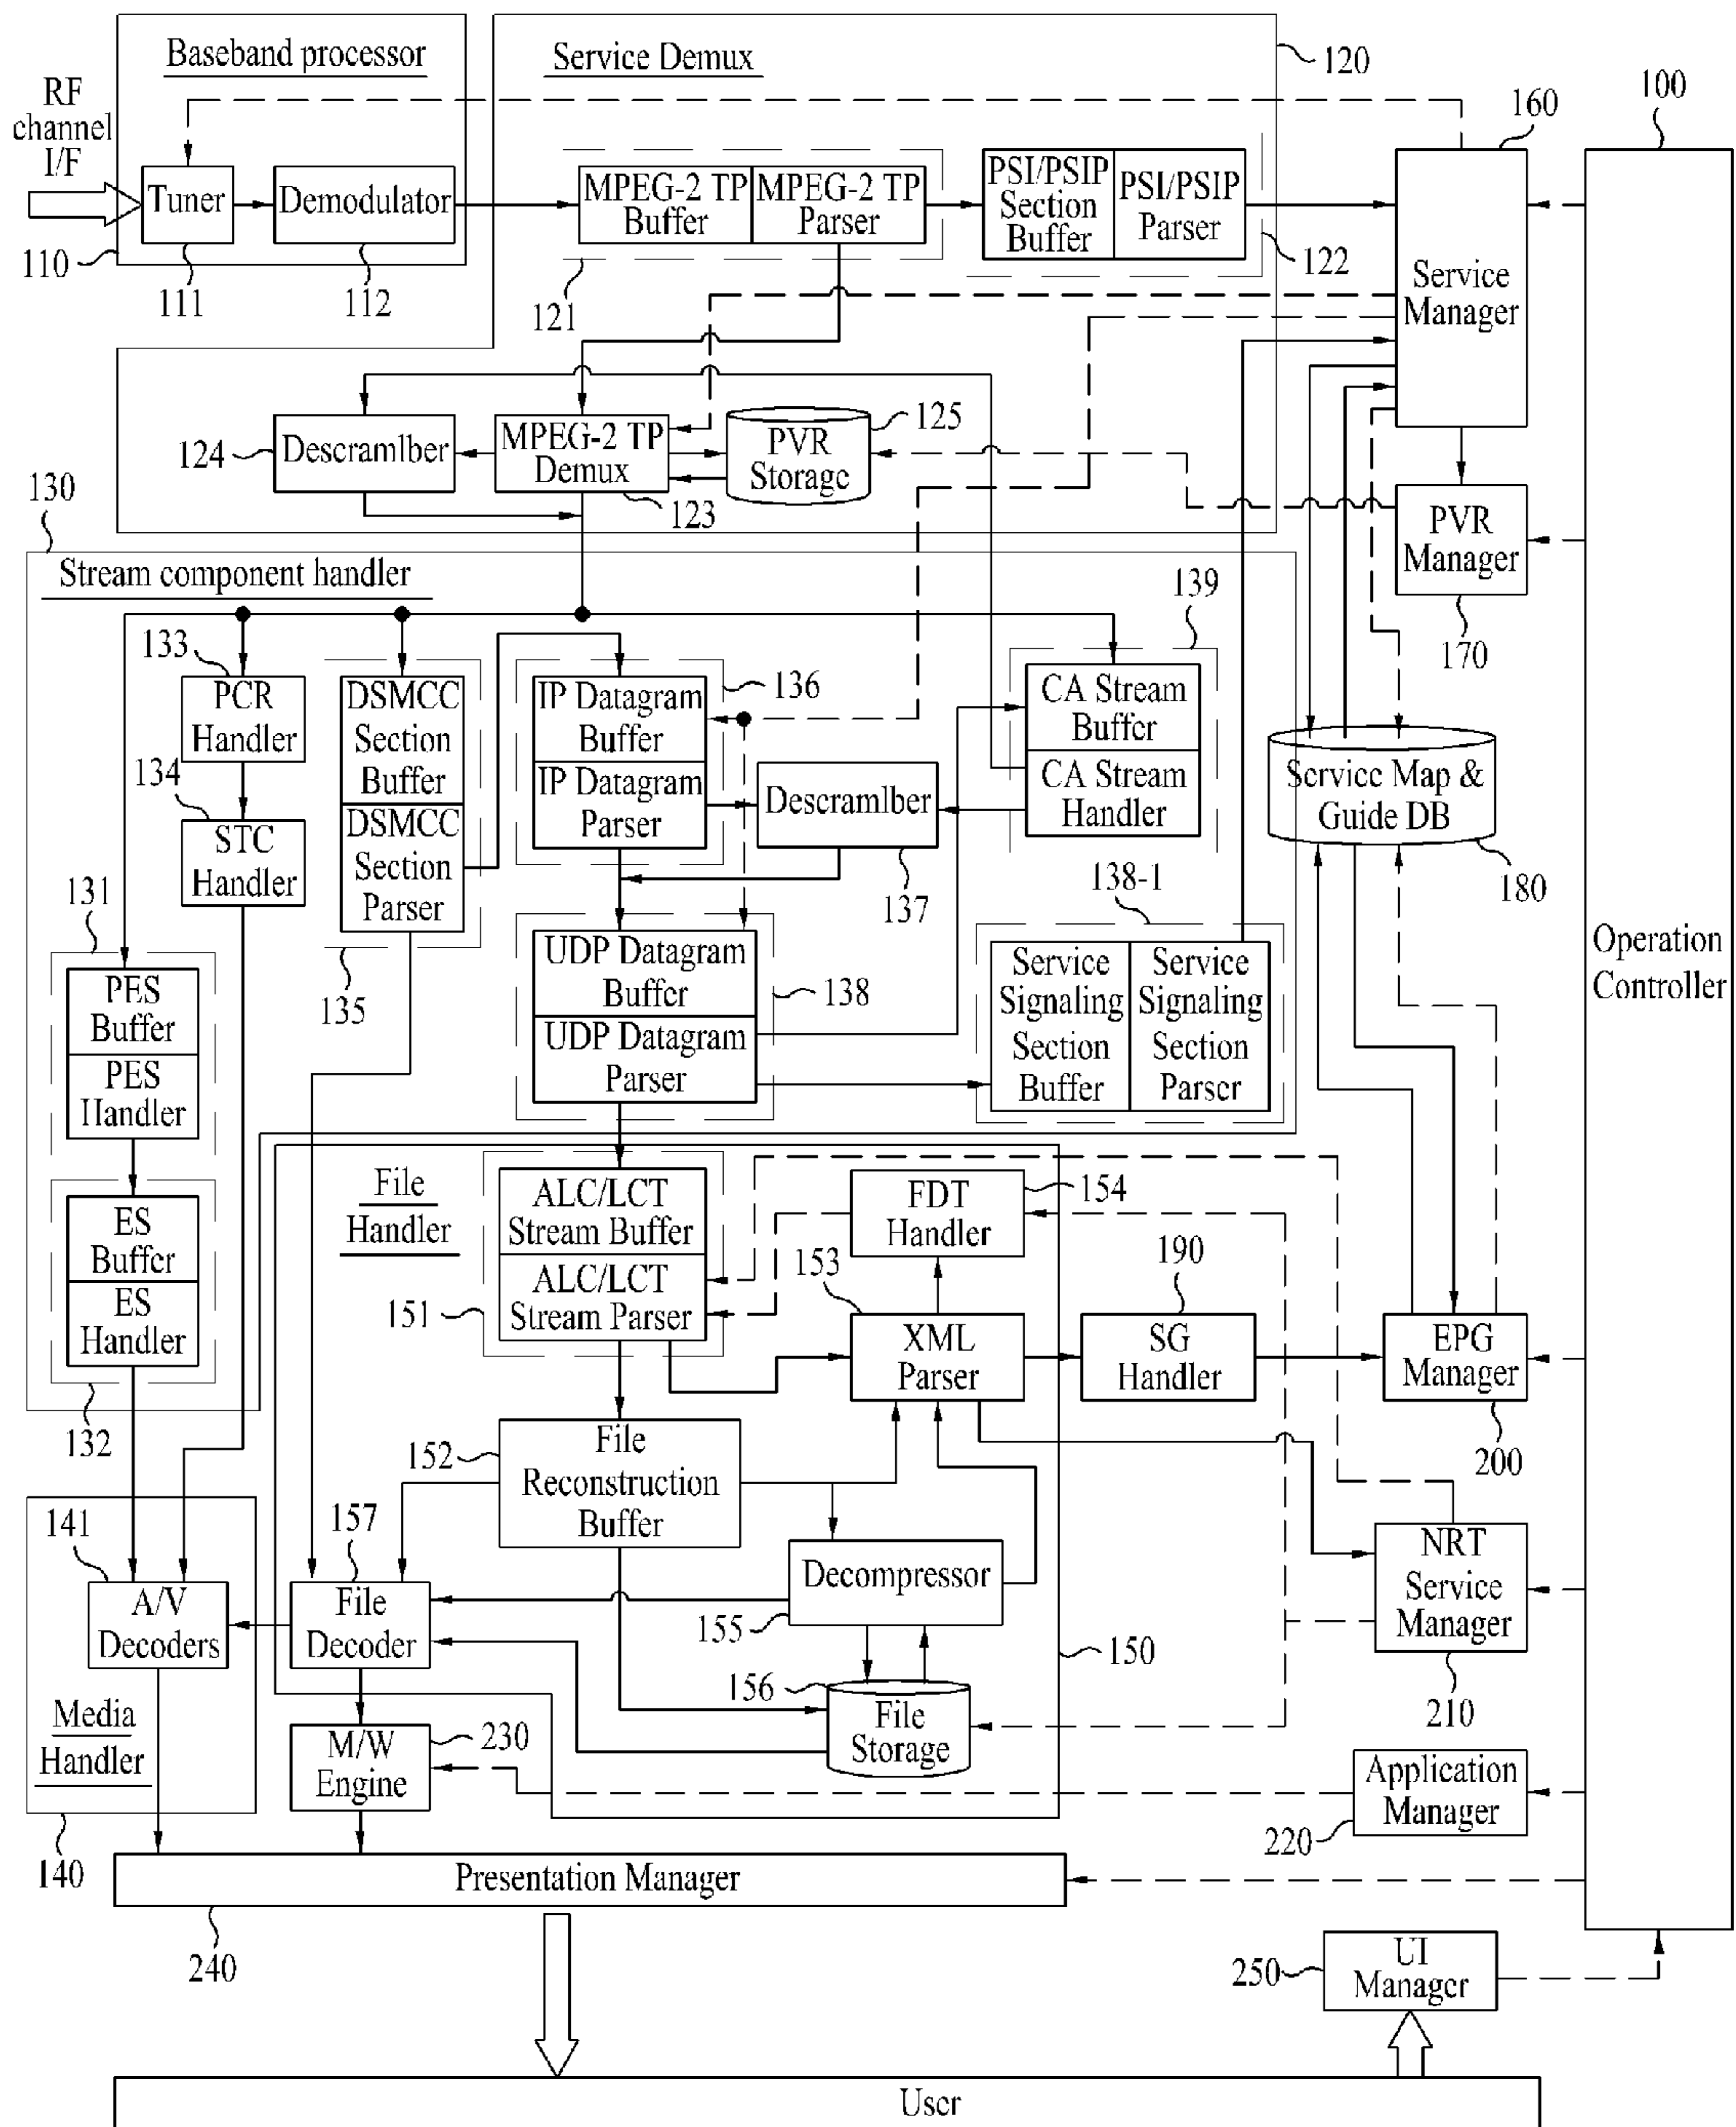 Baseband processor
Service Demux
120
RF
channel
I/F
160
100
Tuner
Demodulator
MPEG-2 TP
Buffer
MPEG-2 TP
Parser
PSI/PSIP
Section
Buffer
PSI/PSIP
Parser
110
111
112
121
122
Service
Manager
124
Descramlber
MPEG-2 TP
Demux
123
PVR
Storage
125
130
PVR
Manager
170
Stream component handler
139
133
PCR
Handler
DSMCC
Section
Buffer
DSMCC
Section
Parser
135
IP Datagram
Buffer
IP Datagram
Parser
136
CA Stream
Buffer
CA Stream
Handler
Descramlber
137
134
STC
Handler
Service Map &
Guide DB
180
138-1
131
PES
Buffer
PES
Handler
UDP Datagram
Buffer
UDP Datagram
Parser
138
Service
Signaling
Section
Buffer
Service
Signaling
Section
Parser
Operation
Controller
File
Handler
ALC/LCT
Stream Buffer
ALC/LCT
Stream Parser
151
FDT
Handler
154
ES
Buffer
ES
Handler
132
153
XML
Parser
190
SG
Handler
EPG
Manager
200
152
File
Reconstruction
Buffer
141
A/V
Decoders
157
File
Decoder
Decompressor
155
150
NRT
Service
Manager
210
156
File
Storage
Media
Handler
140
M/W
Engine
230
Application
Manager
220
Presentation Manager
240
250
UI
Manager
User